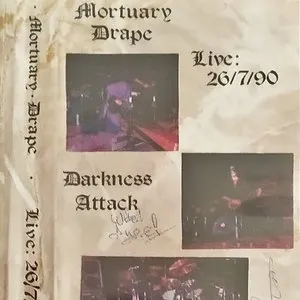 · Mortuary Drape · Live: 26/7
Mortuary
Drape
Live:
26/7/90
Darkness
Attack